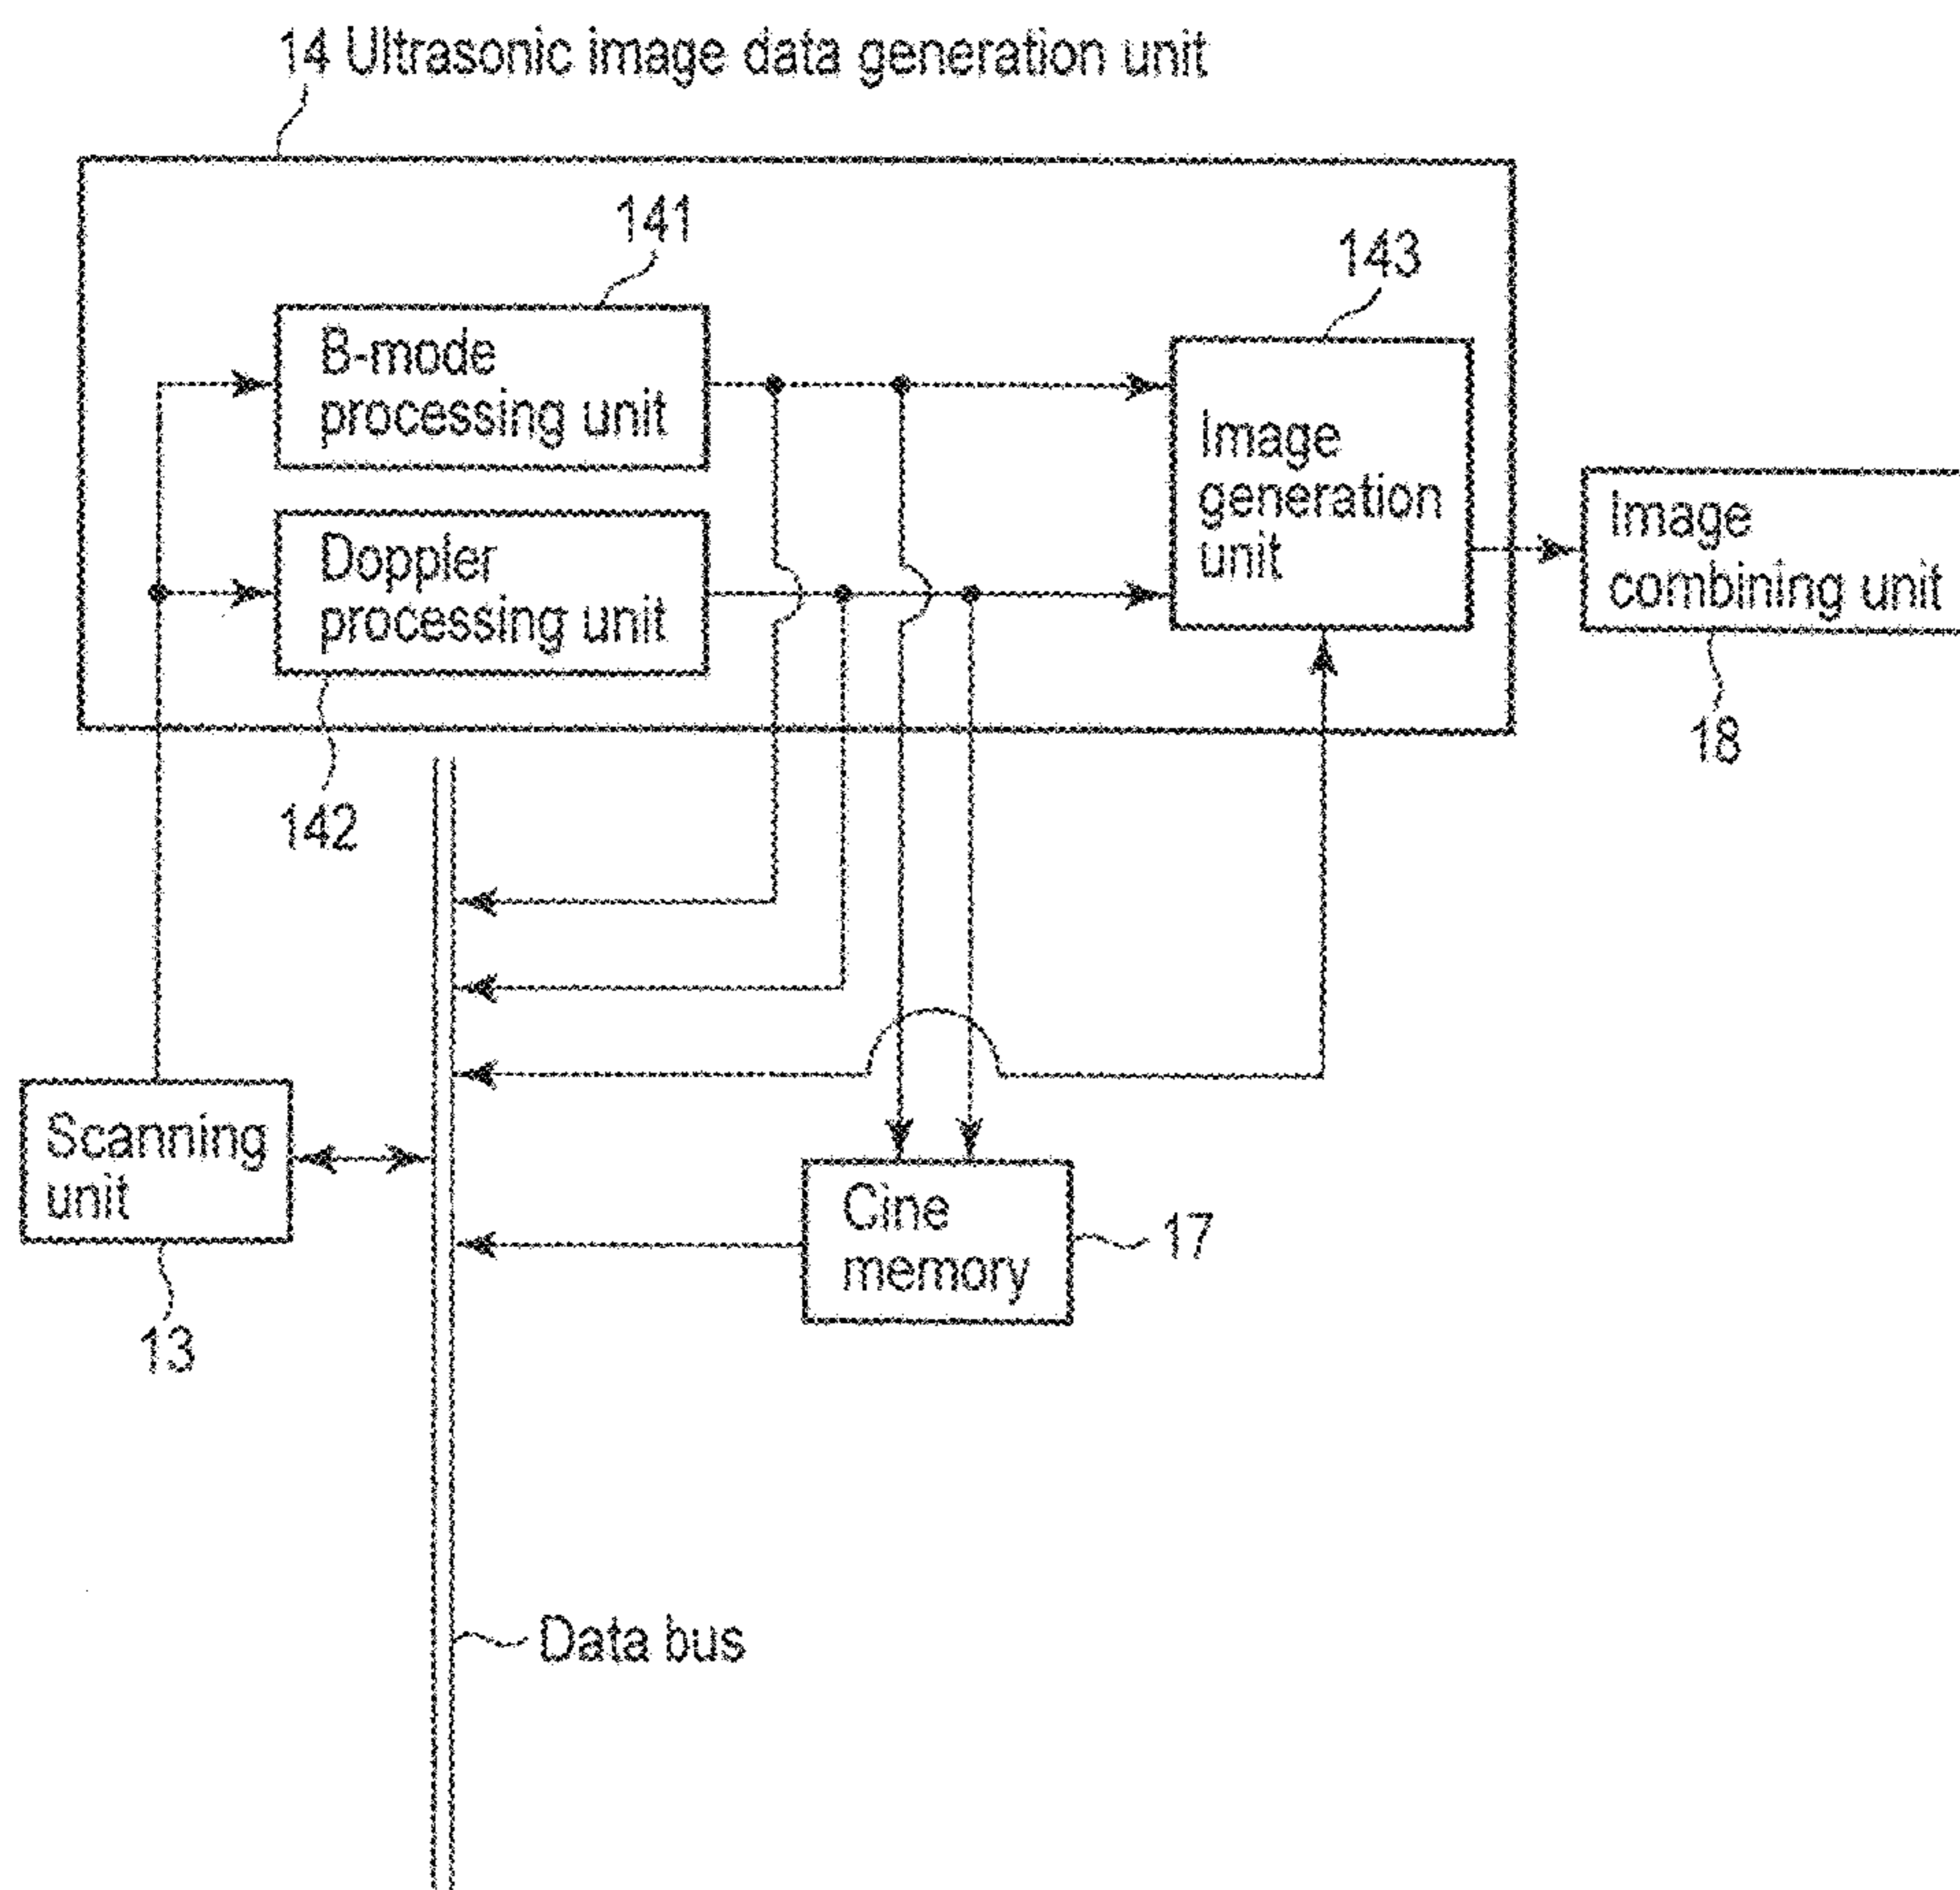 14 Ultrasonic image data generation unit
141
143
B-mode
processing unit
Image
generation
unit
Doppler
processing unit
Image
combining unit
18
142
Scanning
unit
Cine
memory
17
13
Data bus